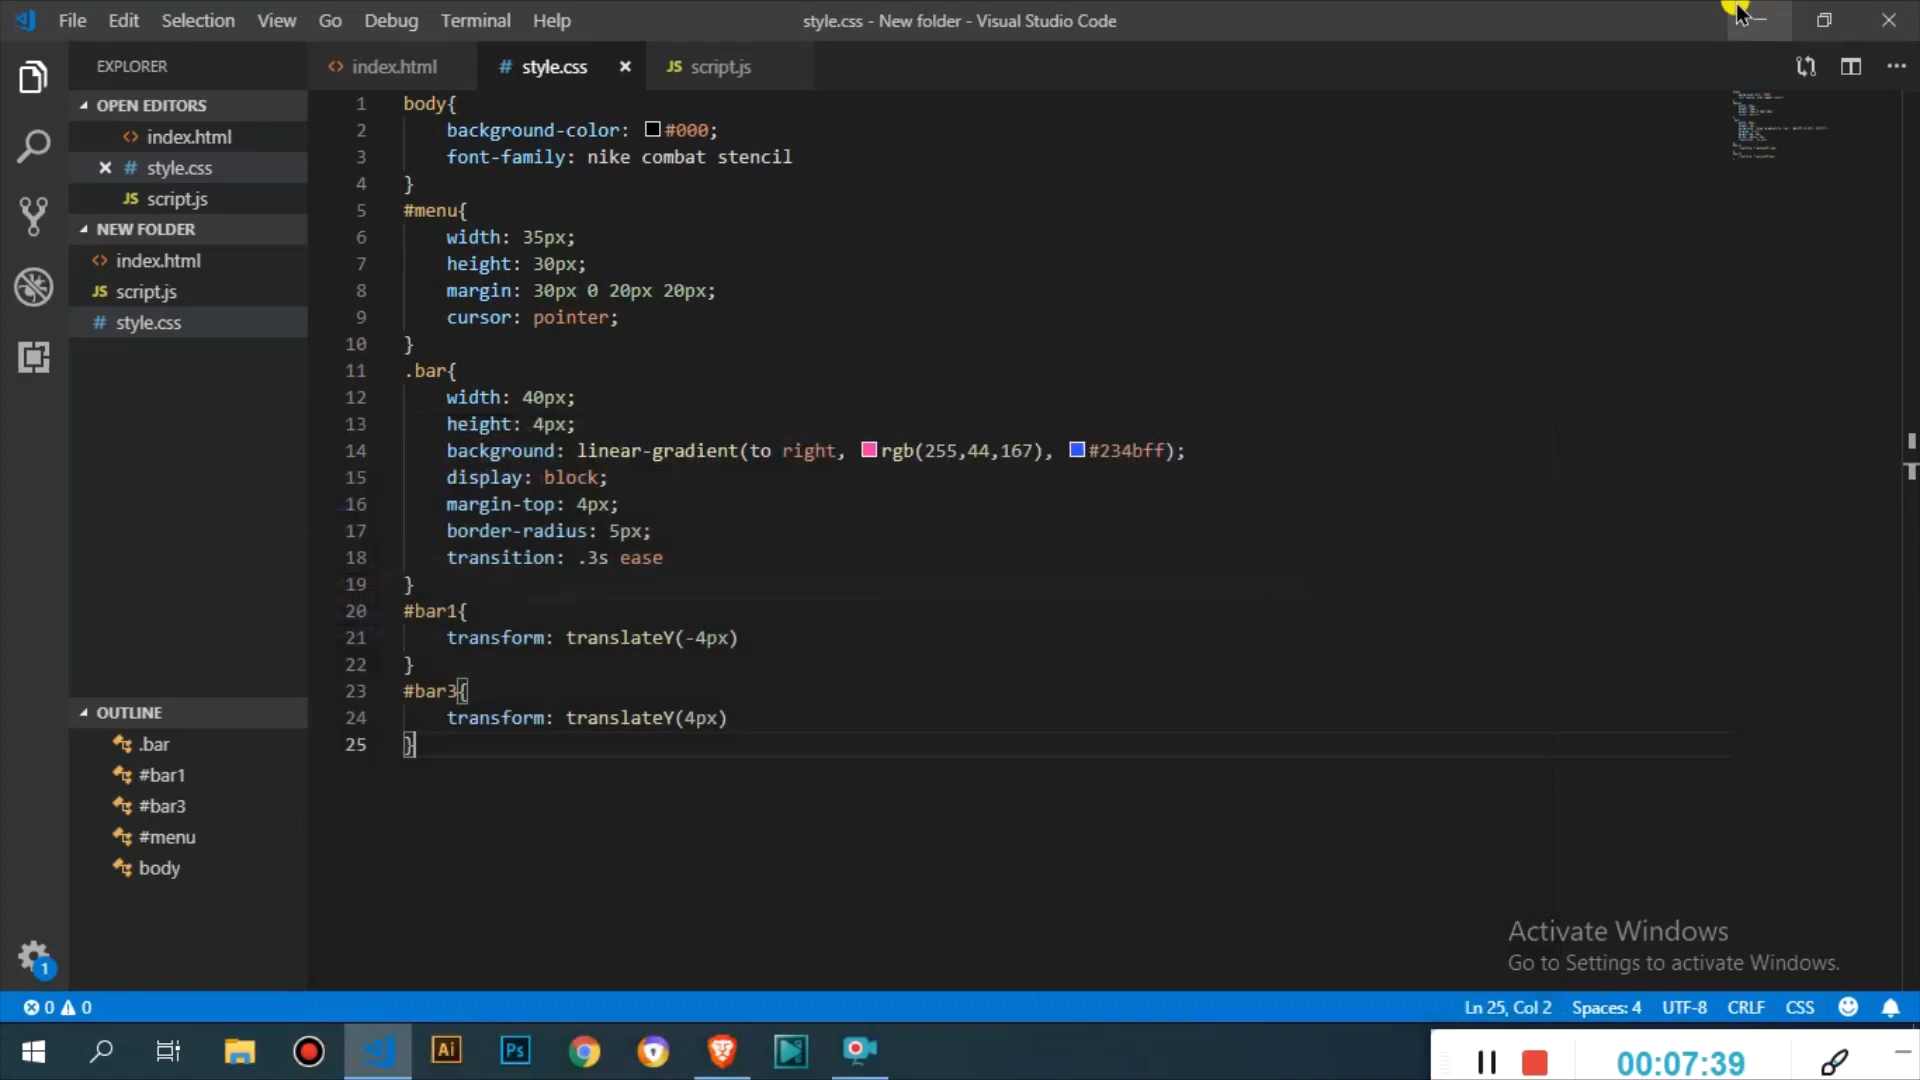 File Edit Selection View Go Debug Terminal Help
style.css - New folder - Visual Studio Code
EXPLORER
OPEN EDITORS
index.html
# style.css
JS script.js
NEW FOLDER
index.html
JS script.js
# style.css
OUTLINE
.bar
#bar1
#bar3
#menu
body
index.html
# style.css
JS script.js
1 body{
2 background-color: #000;
3 font-family: nike combat stencil
4 }
5 #menu{
6 width: 35px;
7 height: 30px;
8 margin: 30px 0 20px 20px;
9 cursor: pointer;
10 }
11 .bar{
12 width: 40px;
13 height: 4px;
14 background: linear-gradient(to right, rgb(255,44,167), #234bff);
15 display: block;
16 margin-top: 4px;
17 border-radius: 5px;
18 transition: .3s ease
19 }
20 #bar1{
21 transform: translateY(-4px)
22 }
23 #bar3{
24 transform: translateY(4px)
25 }
Activate Windows
Go to Settings to activate Windows.
1
0 0
Ln 25, Col 2 Spaces: 4 UTF-8 CRLF CSS
Ai
Ps
00:07:39